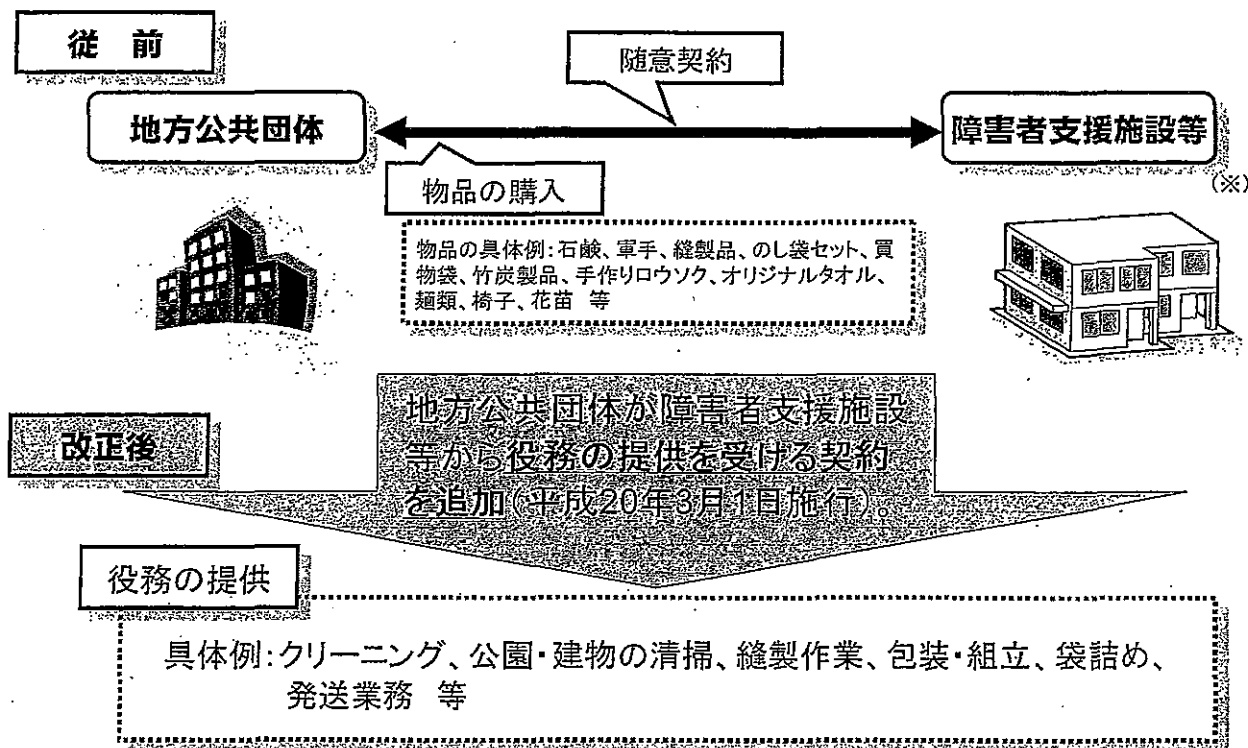 従 前
随意契約
地方公共団体
障害者支援施設等
(※)
物品の購入
物品の具体例:石鹸、軍手、縫製品、のし袋セット、買
物袋、竹炭製品、手作りロウソク、オリジナルタオル、
麺類、椅子、花苗 等
改正後
地方公共団体が障害者支援施設
等から役務の提供を受ける契約
を追加(平成20年3月1日施行)。
役務の提供
具体例:クリーニング、公園・建物の清掃、縫製作業、包装・組立、袋詰め、
発送業務 等